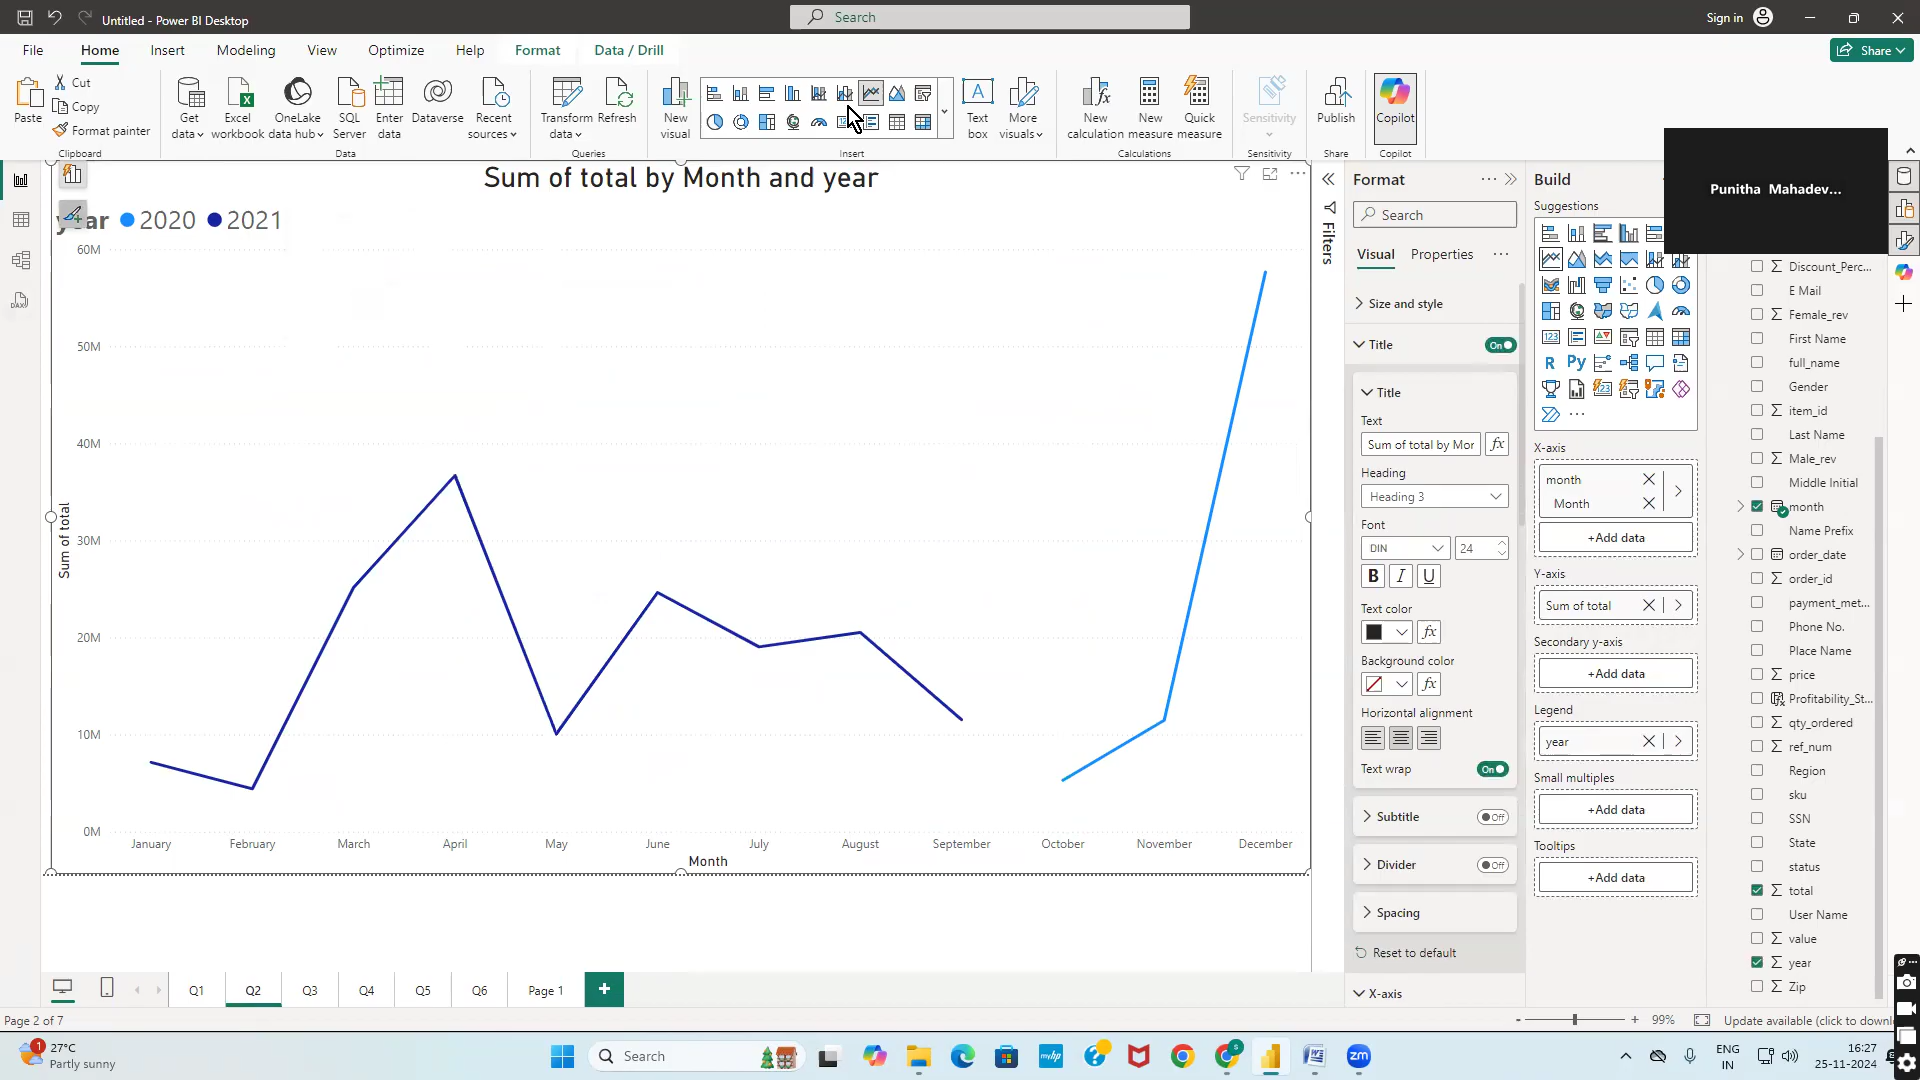 Untitled - Power BI Desktop
Search
Sign in
File
Home
Insert
Modeling
View
Optimize
Help
Format
Data / Drill
Share
Paste
Cut
Copy
Format painter
Clipboard
Get data
Excel workbook
OneLake data hub
SQL Server
Enter data
Dataverse
Recent sources
Data
Transform data
Refresh
Queries
New visual
Text box
More visuals
Insert
New calculation
New measure
Quick measure
Calculations
Sensitivity
Sensitivity
Publish
Share
Copilot
Copilot
Punitha Mahadev...
Sum of total by Month and year
2020
2021
60M
50M
40M
30M
20M
10M
0M
Sum of total
January
February
March
April
May
June
July
August
September
October
November
December
Month
Filters
Format
Search
Visual
Properties
Size and style
Title
On
Title
Text
Sum of total by Mor
Heading
Heading 3
Font
DIN
24
B
I
U
Text color
Background color
Horizontal alignment
Text wrap
On
Subtitle
Off
Divider
Off
Spacing
Reset to default
X-axis
Build
Suggestions
X-axis
month
Month
+Add data
Y-axis
Sum of total
Secondary y-axis
+Add data
Legend
year
Small multiples
+Add data
Tooltips
+Add data
Discount_Perc...
E Mail
Female_rev
First Name
full_name
Gender
item_id
Last Name
Male_rev
Middle Initial
month
Name Prefix
order_date
order_id
payment_met...
Phone No.
Place Name
price
Profitability_St...
qty_ordered
ref_num
Region
sku
SSN
State
status
total
User Name
value
year
Zip
Q1
Q2
Q3
Q4
Q5
Q6
Page 1
Page 2 of 7
99%
Update available (click to downl
27°C
Partly sunny
Search
ENG
IN
16:27
25-11-2024